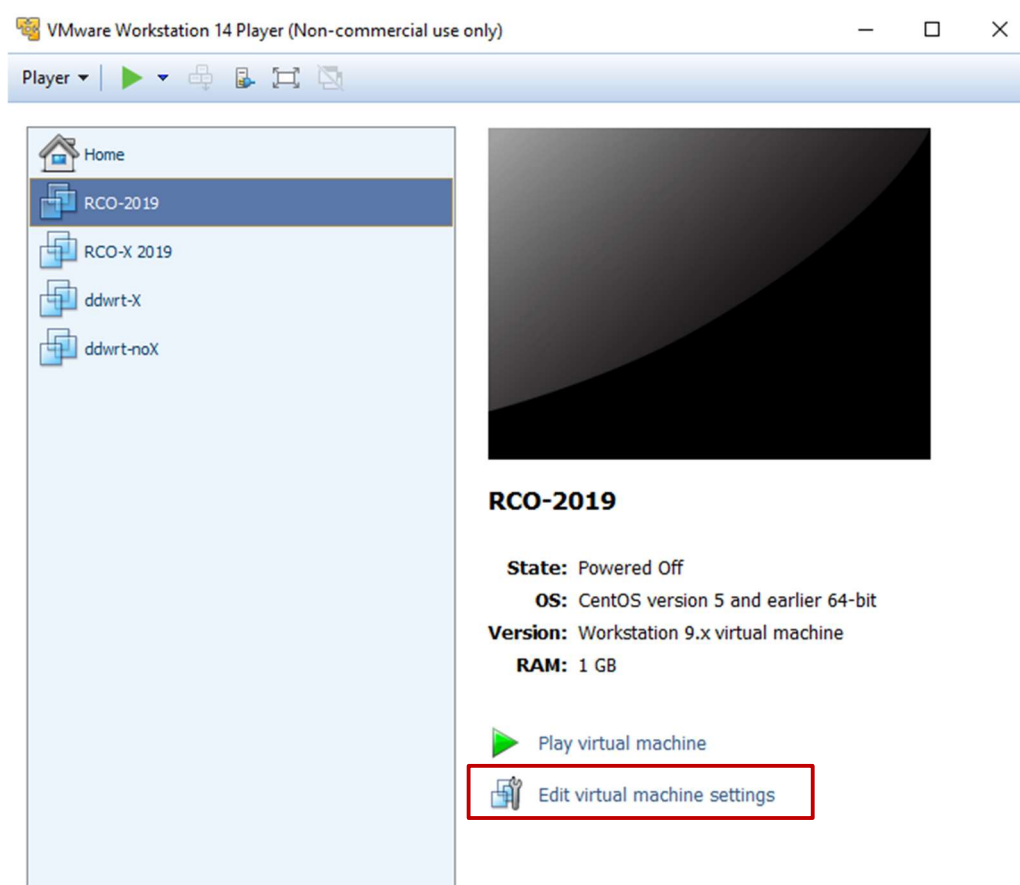 VMware Workstation 14 Player (Non-commercial use only)
Player
Home
RCO-2019
RCO-X 2019
ddwrt-X
ddwrt-noX
RCO-2019
State: Powered Off
OS: CentOS version 5 and earlier 64-bit
Version: Workstation 9.x virtual machine
RAM: 1 GB
Play virtual machine
Edit virtual machine settings